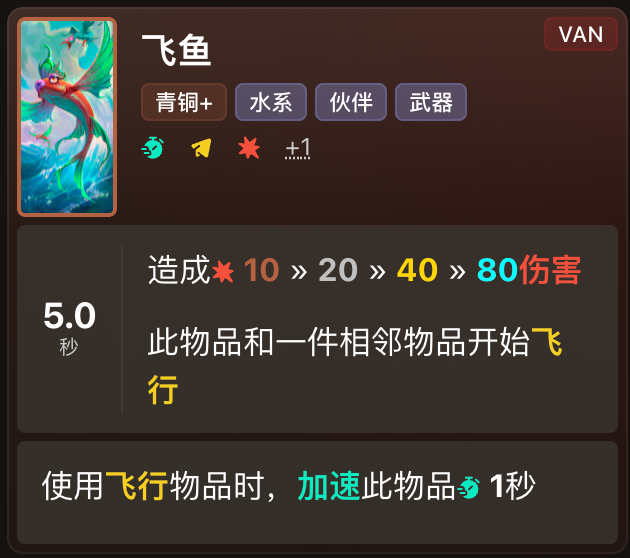 VAN
飞鱼
青铜+ 水系 伙伴 武器
+1
造成 10 » 20 » 40 » 80伤害
5.0
秒
此物品和一件相邻物品开始飞
行
使用飞行物品时，加速此物品 1秒